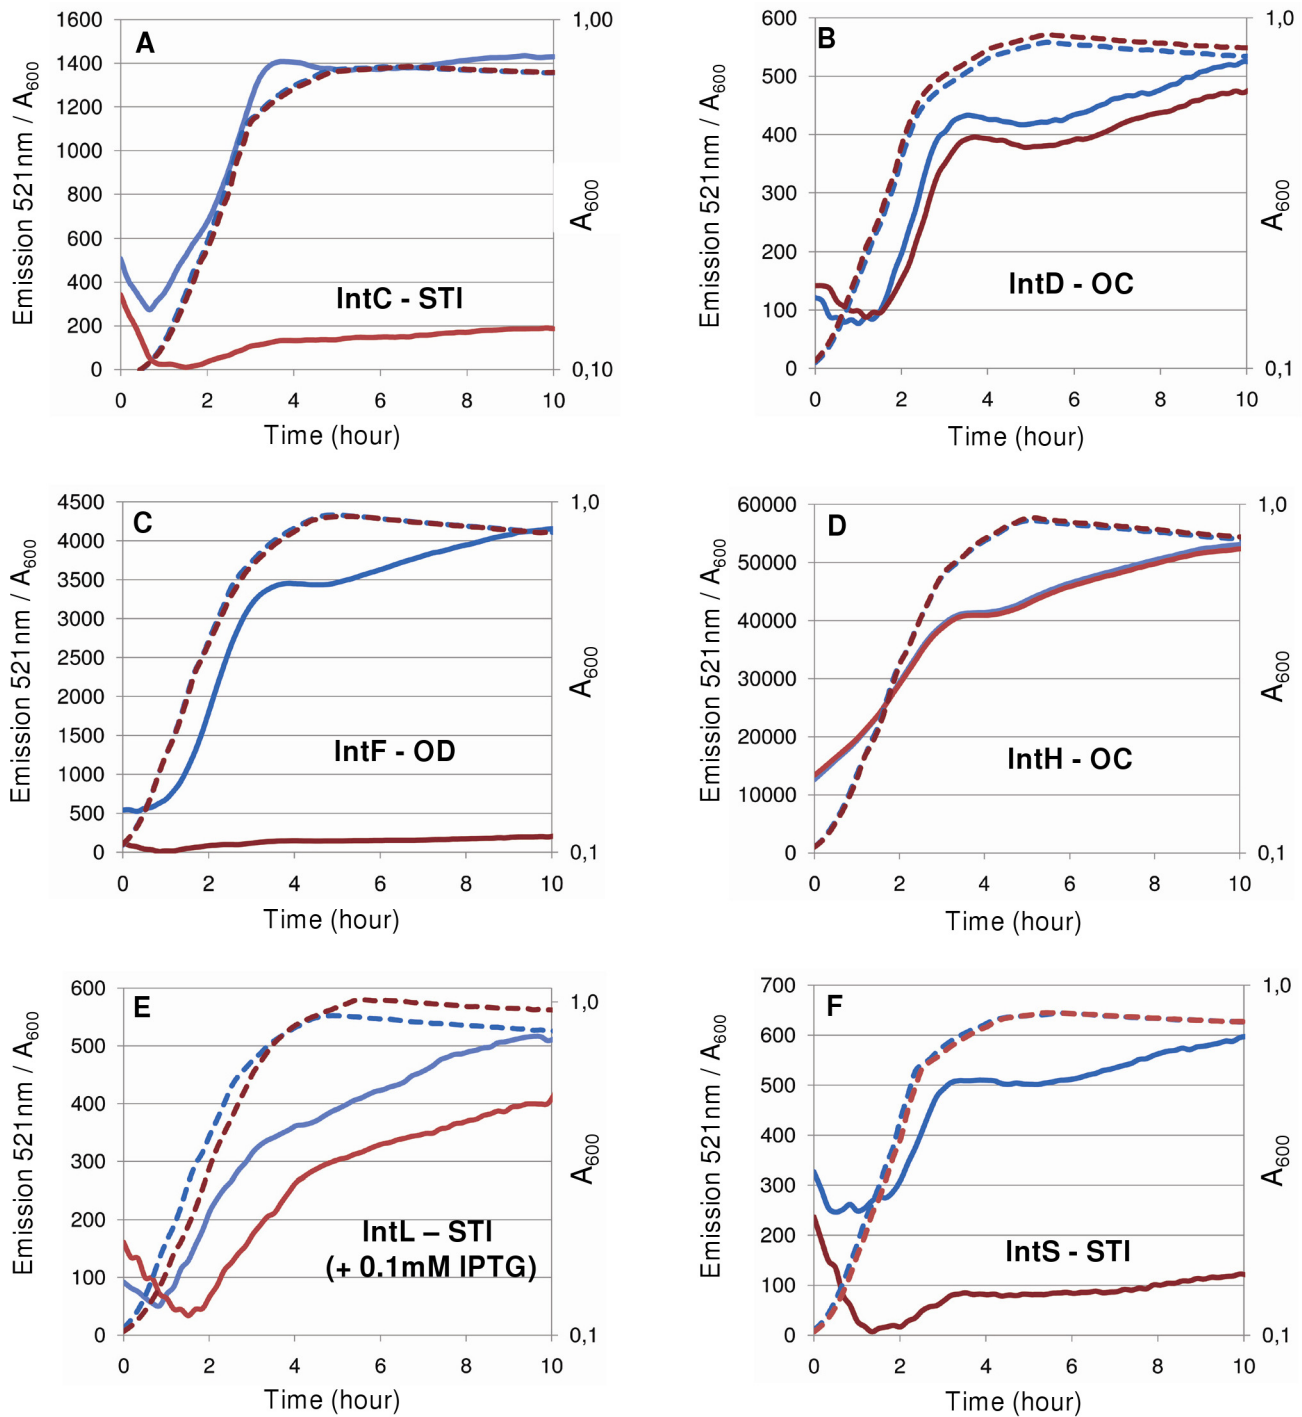 A
1600
1400
1200
1000
800
600
400
200
0
1,00
0,10
0 2 4 6 8 10
Emission 521nm / A600
A600
Time (hour)
IntC - STI
B
600
500
400
300
200
100
0
1,0
0,1
0 2 4 6 8 10
Emission 521nm / A600
A600
Time (hour)
IntD - OC
C
4500
4000
3500
3000
2500
2000
1500
1000
500
0
1,0
0,1
0 2 4 6 8 10
Emission 521nm / A600
A600
Time (hour)
IntF - OD
D
60000
50000
40000
30000
20000
10000
0
1,0
0,1
0 2 4 6 8 10
Emission 521nm / A600
A600
Time (hour)
IntH - OC
E
600
500
400
300
200
100
0
1,0
0,1
0 2 4 6 8 10
Emission 521nm / A600
A600
Time (hour)
IntL – STI
(+ 0.1mM IPTG)
F
700
600
500
400
300
200
100
0
1,0
0,1
0 2 4 6 8 10
Emission 521nm / A600
A600
Time (hour)
IntS - STI